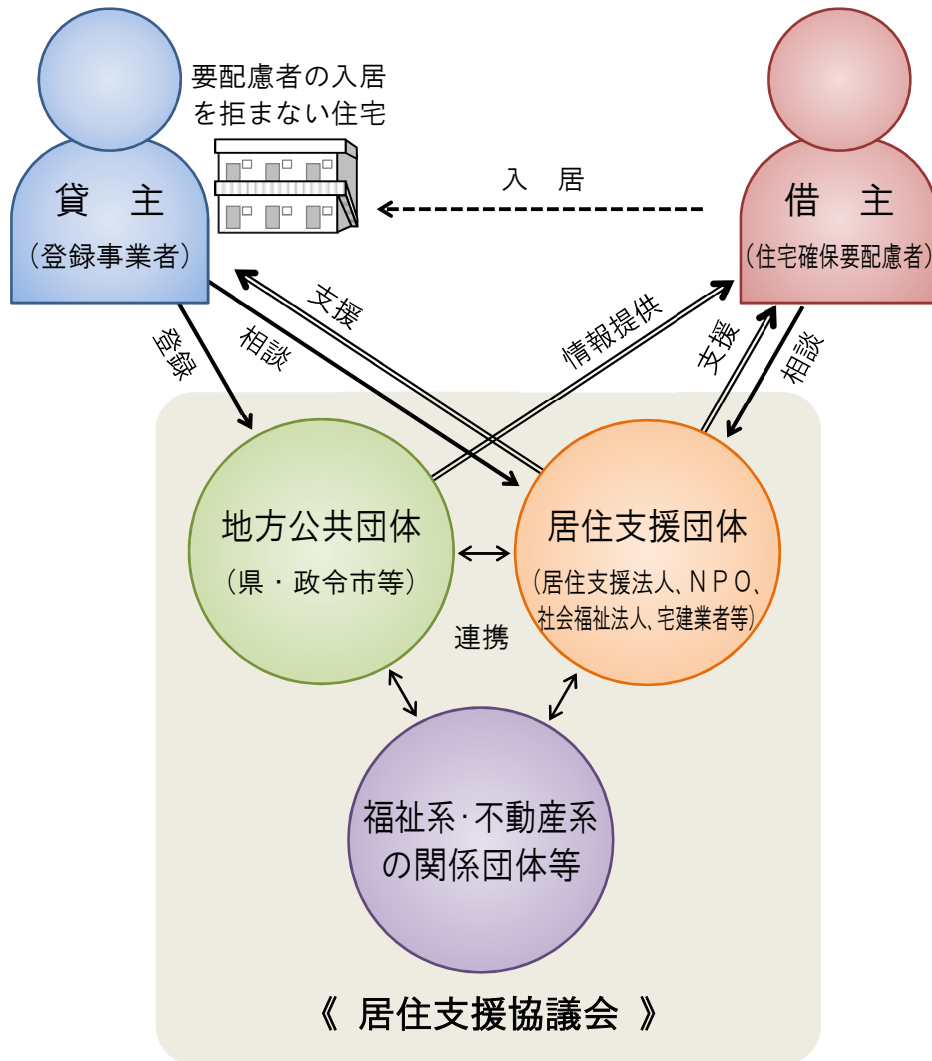 要配慮者の入居
を拒まない住宅
貸　主
（登録事業者）
入　居
借　主
（住宅確保要配慮者）
登録
相談
支援
情報提供
支援
相談
地方公共団体
（県・政令市等）
居住支援団体
（居住支援法人、ＮＰＯ、
社会福祉法人、宅建業者等）
連携
福祉系・不動産系
の関係団体等
《 居住支援協議会 》